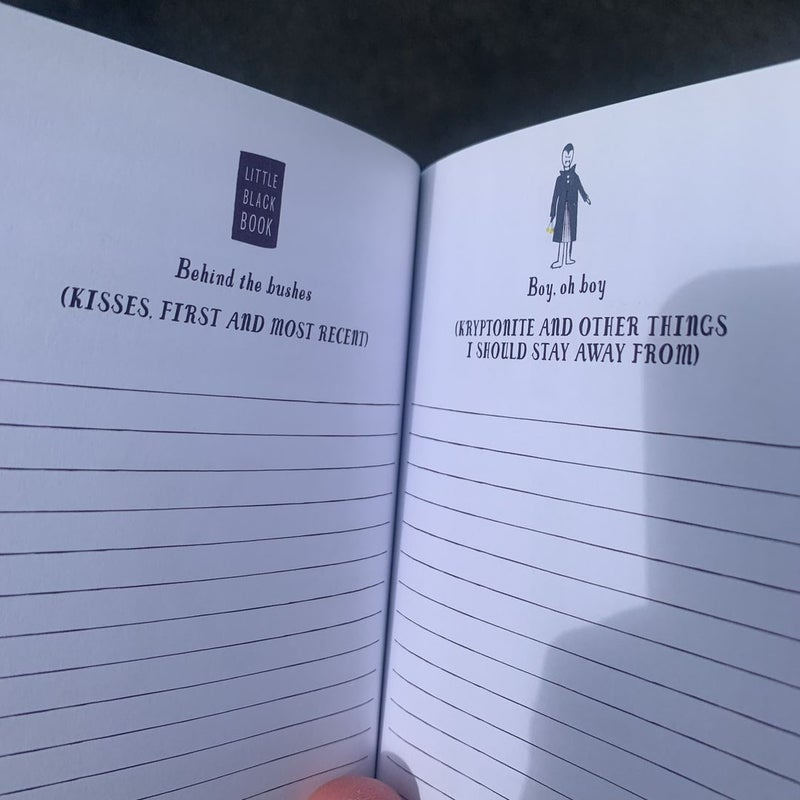 LITTLE
BLACK
BOOK
Behind the bushes
(KISSES, FIRST AND MOST RECENT)
Boy, oh boy
(KRYPTONITE AND OTHER THINGS
I SHOULD STAY AWAY FROM)